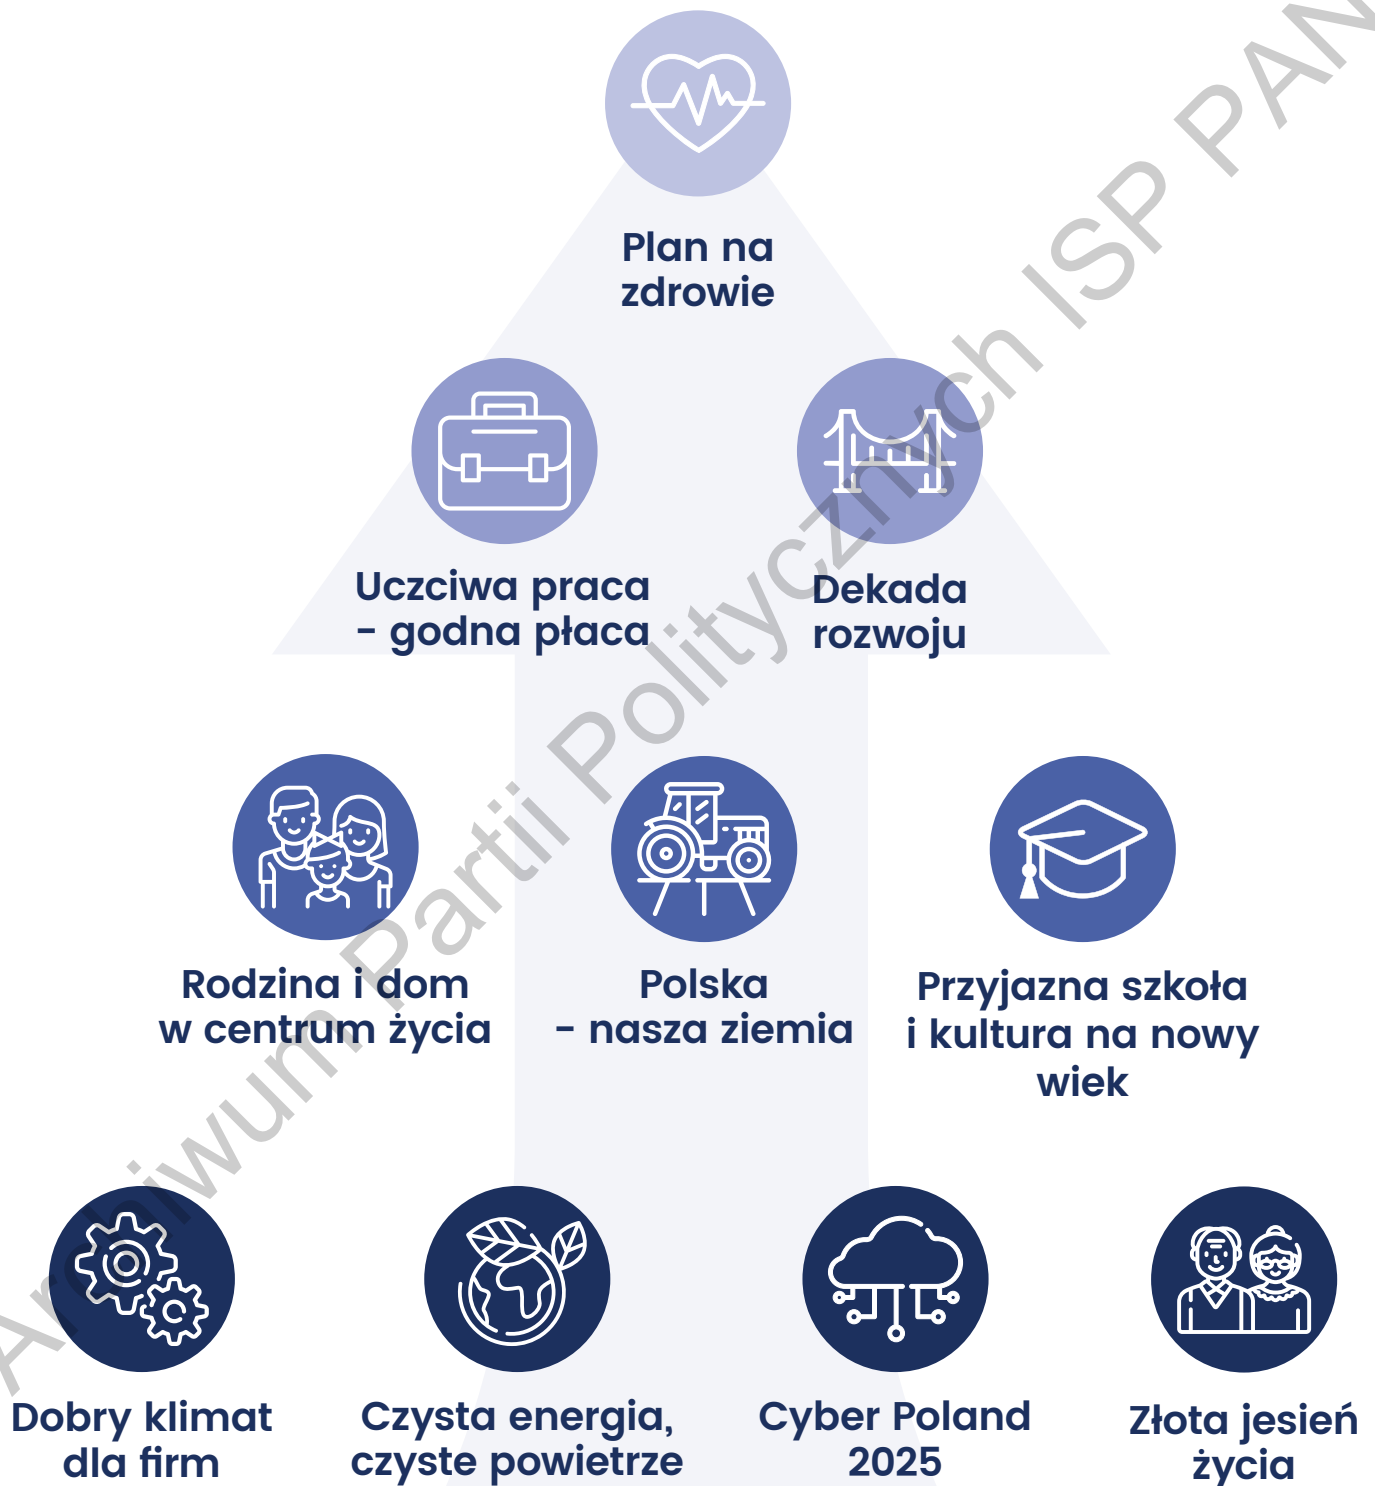 Plan na
zdrowie
Uczciwa praca
- godna płaca
Dekada
rozwoju
Rodzina i dom
w centrum życia
Polska
- nasza ziemia
Przyjazna szkoła
i kultura na nowy
wiek
Dobry klimat
dla firm
Czysta energia,
czyste powietrze
Cyber Poland
2025
Złota jesień
życia
Archiwum Partii Politycznych ISP PAN